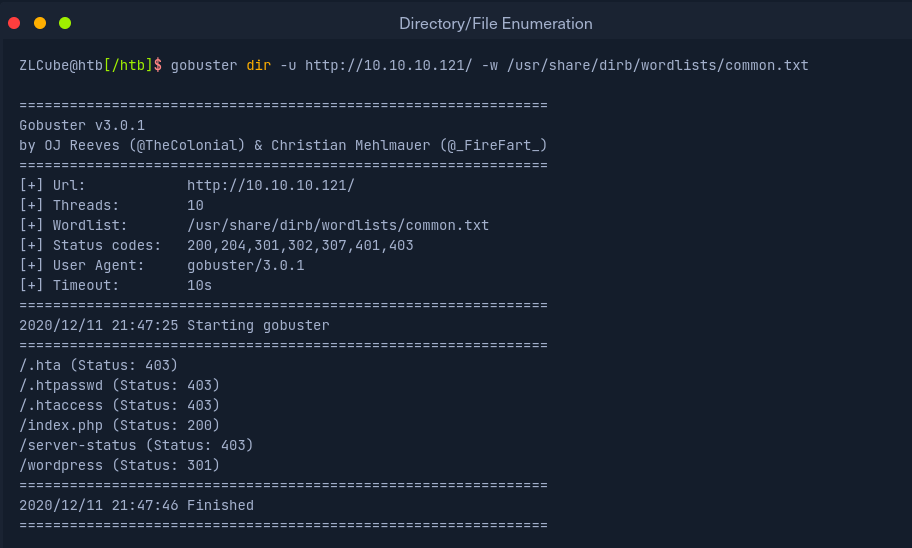 Directory/File Enumeration
ZLCube@htb[/htb]$ gobuster dir -u http://10.10.10.121/ -w /usr/share/dirb/wordlists/common.txt
===============================================================
Gobuster v3.0.1
by OJ Reeves (@TheColonial) & Christian Mehlmauer (@_FireFart_)
===============================================================
[+] Url:            http://10.10.10.121/
[+] Threads:        10
[+] Wordlist:       /usr/share/dirb/wordlists/common.txt
[+] Status codes:   200,204,301,302,307,401,403
[+] User Agent:     gobuster/3.0.1
[+] Timeout:        10s
===============================================================
2020/12/11 21:47:25 Starting gobuster
===============================================================
/.hta (Status: 403)
/.htpasswd (Status: 403)
/.htaccess (Status: 403)
/index.php (Status: 200)
/server-status (Status: 403)
/wordpress (Status: 301)
===============================================================
2020/12/11 21:47:46 Finished
===============================================================